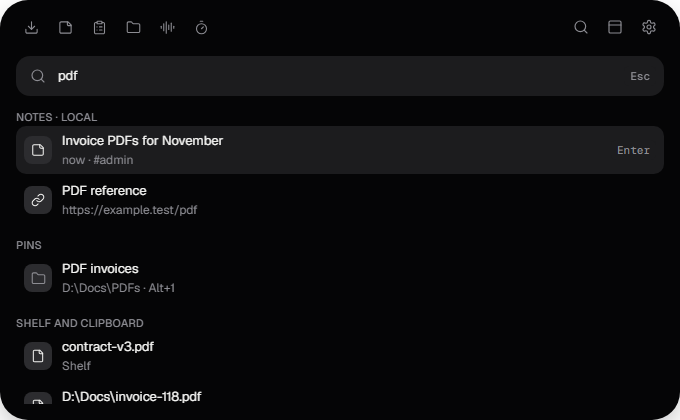 pdf
Esc
NOTES · LOCAL
Invoice PDFs for November
now · #admin
Enter
PDF reference
https://example.test/pdf
PINS
PDF invoices
D:\Docs\PDFs · Alt+1
SHELF AND CLIPBOARD
contract-v3.pdf
Shelf
D:\Docs\invoice-118.pdf